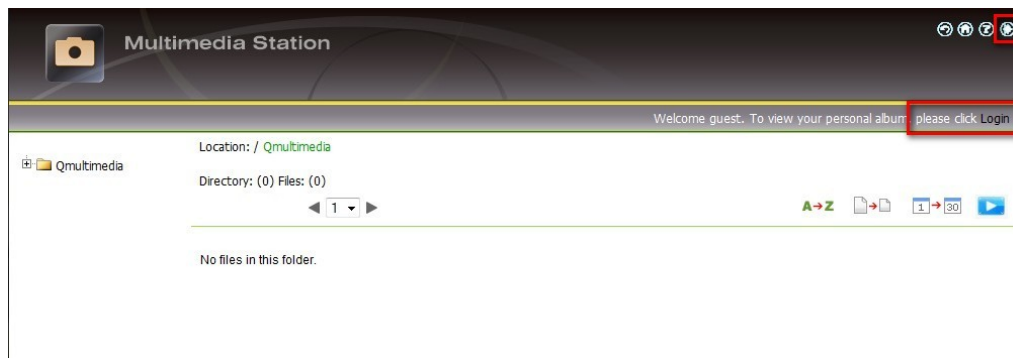 Multimedia Station
Welcome guest. To view your personal album, please click Login
Qmultimedia
Location: / Qmultimedia
Directory: (0) Files: (0)
1
A→Z
1→30
No files in this folder.